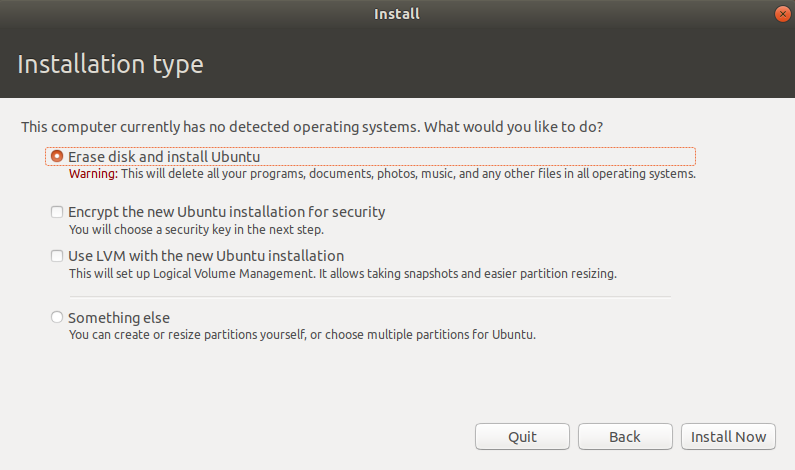 Install
Installation type
This computer currently has no detected operating systems. What would you like to do?
Erase disk and install Ubuntu
Warning: This will delete all your programs, documents, photos, music, and any other files in all operating systems.
Encrypt the new Ubuntu installation for security
You will choose a security key in the next step.
Use LVM with the new Ubuntu installation
This will set up Logical Volume Management. It allows taking snapshots and easier partition resizing.
Something else
You can create or resize partitions yourself, or choose multiple partitions for Ubuntu.
Quit
Back
Install Now